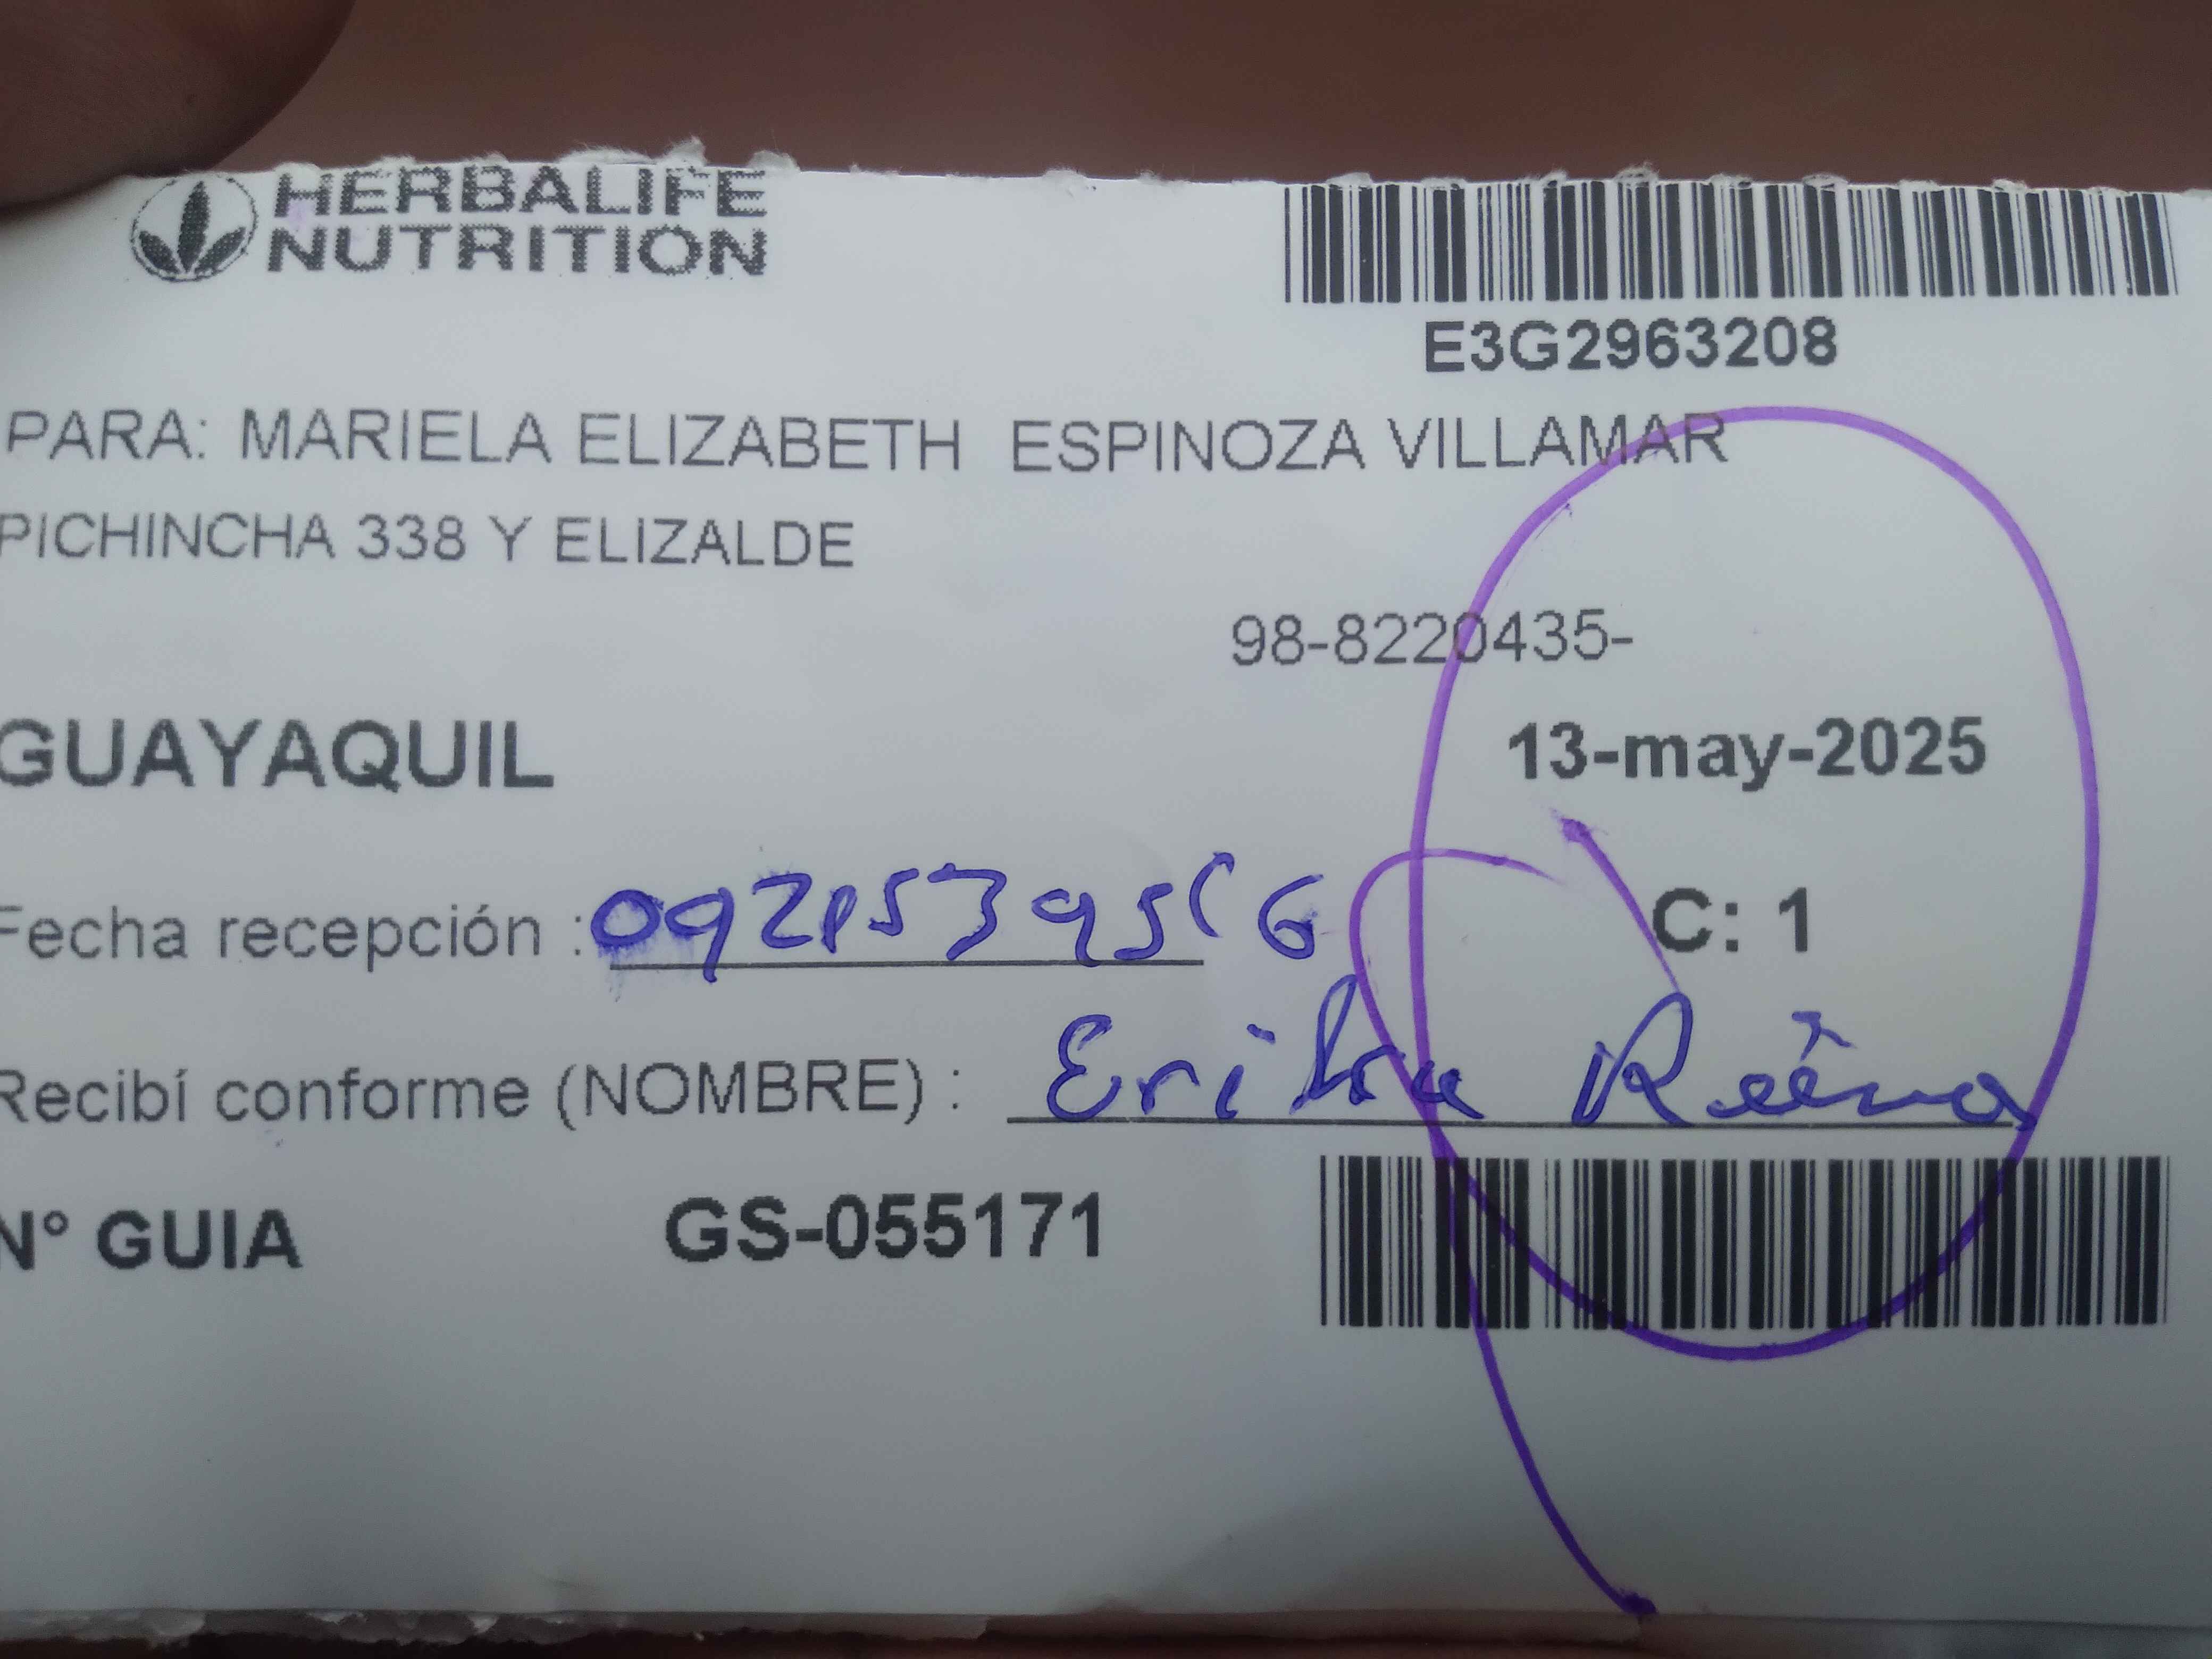 HERBALIFE
NUTRITION
E3G2963208
PARA: MARIELA ELIZABETH ESPINOZA VILLAMAR
PICHINCHA 338 Y ELIZALDE
98-8220435-
GUAYAQUIL
13-may-2025
C: 1
Fecha recepción :
Recibí conforme (NOMBRE) : Erika
N° GUIA GS-055171